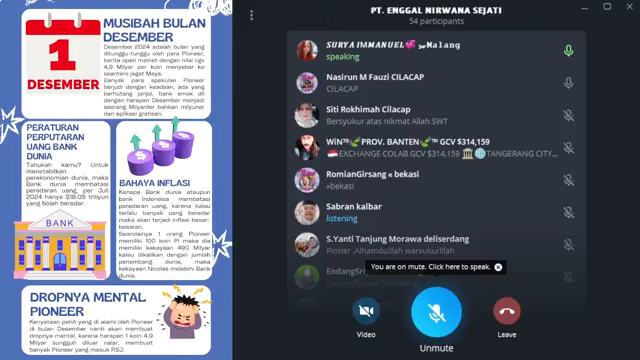 MUSIBAH BULAN
DESEMBER
Desember 2024 adalah bulan yang
ditunggu-tunggu oleh para Pioneer,
berita open mainet dengan nilai cgv
4,9 Milyar per koin menyebar ke
seantero jagat Maya.
Banyak para spekulan Pioneer
berjudi dengan keadaan, ada yang
berhutang pinjol, bank emok dll
dengan harapan Desember menjadi
seorang Milyarder bahkan milyuner
dan aplikasi gratisan.
1
DESEMBER
PERATURAN
PERPUTARAN
UANG BANK
DUNIA
Tahukah kamu? Untuk
menstabilkan
perekonomian dunia, maka
Bank dunia membatasi
peredaran uang, per Juli
2024 hanya $18.05 triliyun
yang boleh beredar.
BANK
BAHAYA INFLASI
Kenapa Bank dunia ataupun
bank Indonesia membatasi
peredaran uang, karena kalau
terlalu banyak uang beredar
maka akan terjadi inflasi besar-
besaran.
Seandainya 1 orang Pioneer
memiliki 100 koin PI maka dia
memiliki kekayaan 490 Milyar
kalau dikalikan dengan jumlah
penambang dunia, maka
kekayaan Nicolas melebihi Bank
dunia.
DROPNYA MENTAL
PIONEER
Kenyataan pahit yang di alami oleh Pioneer
di bulan Desember nanti akan membuat
dropnya mental, karena harapan 1 koin 4,9
Milyar sungguh diluar nalar, membuat
banyak Pioneer yang masuk RSJ.
PT. ENGGAL NIRWANA SEJATI
54 participants
SURYA IMMANUEL💞 Malang
speaking
Nasirun M Fauzi CILACAP
CILACAP
Siti Rokhimah Cilacap
Bersyukur atas nikmat Allah SWT
WiN⁷⁰🌿PROV. BANTEN🌿™ GCV $314,159
🇮🇩EXCHANGE COLAB.GCV $314,159 🏛🌐TANGERANG CITY...
RomianGirsang « bekasi
»bekasi
Sabran kalbar
listening
S.Yanti Tanjung Morawa deliserdang
Pioner .Alhamdulilah warsukurlilah
EndangSri
You are on mute. Click here to speak.
Video
Unmute
Leave